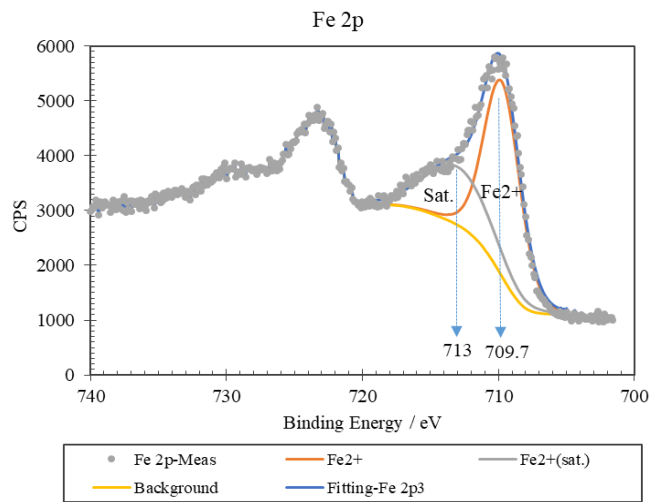 Fe 2p
6000
5000
4000
3000
2000
1000
0
CPS
Sat.
Fe2+
713
709.7
740
730
720
710
700
Binding Energy / eV
Fe 2p-Meas
Fe2+
Fe2+(sat.)
Background
Fitting-Fe 2p3